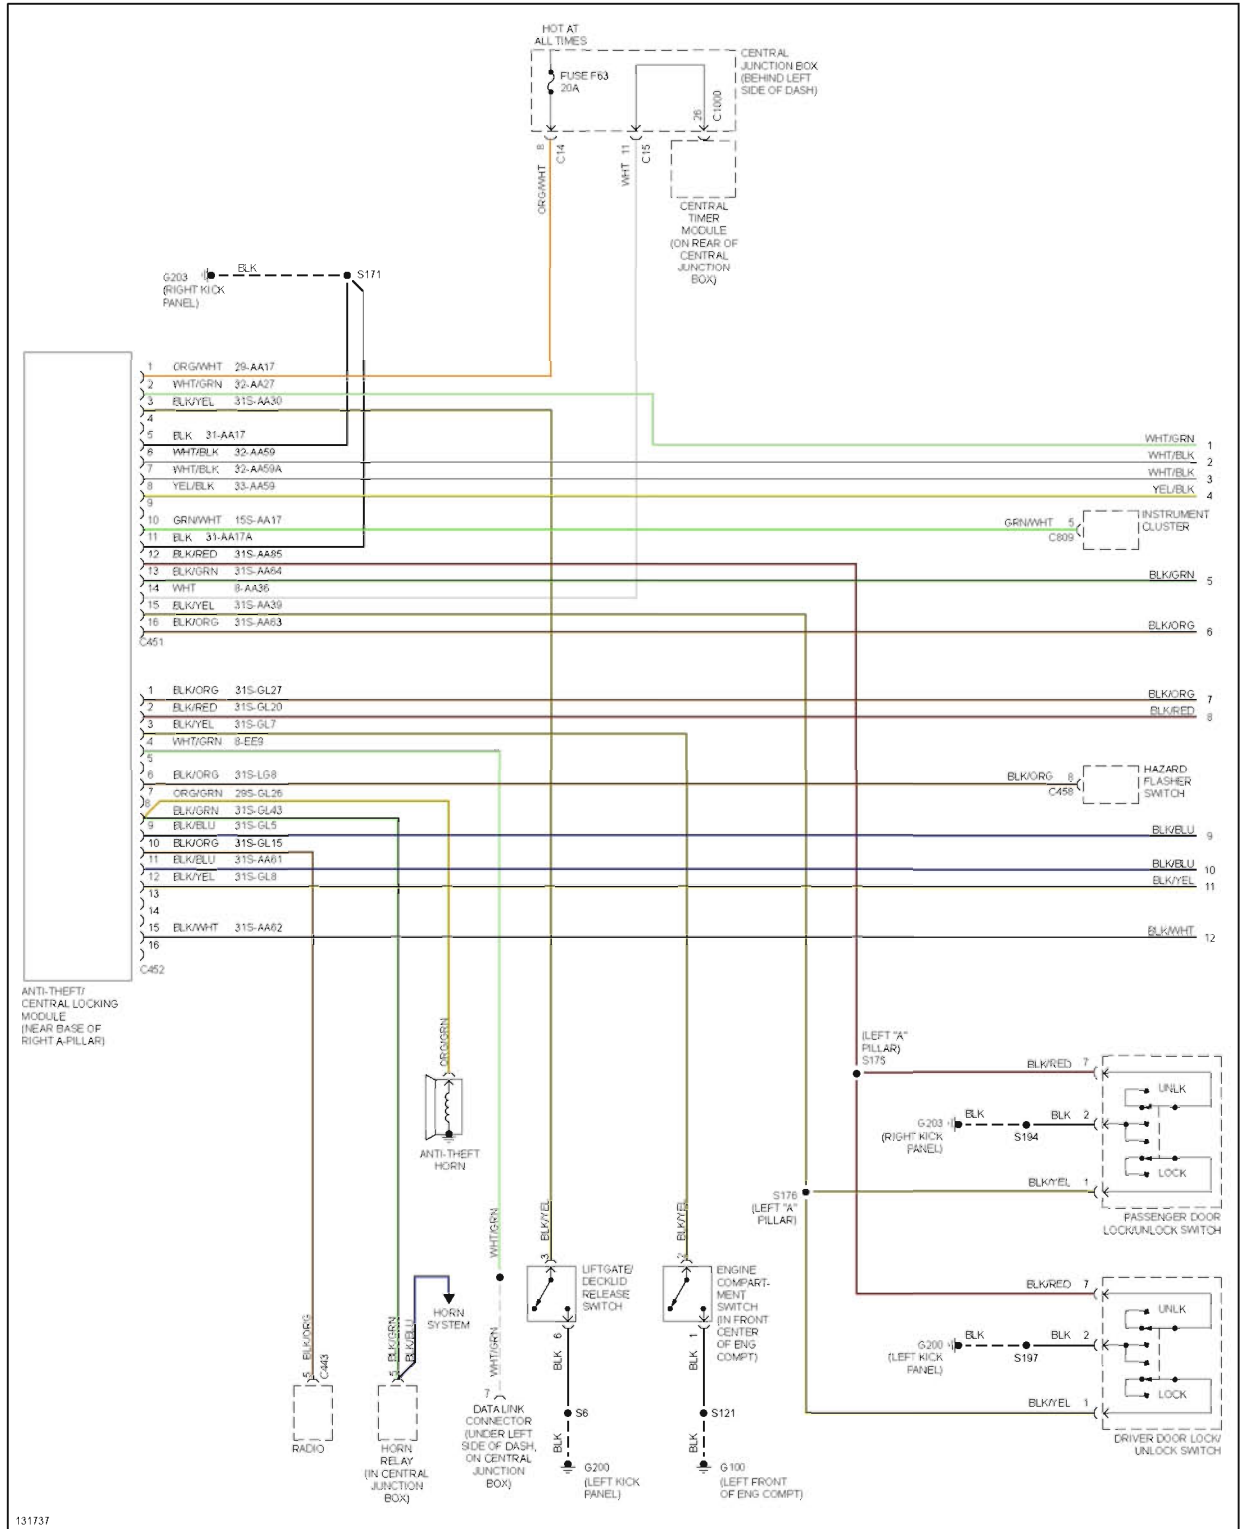 HOT AT
ALL TIMES
FUSE F63
20A
CENTRAL
JUNCTION BOX
(BEHIND LEFT
SIDE OF DASH)
26
C1000
8
C14
11
C15
ORG/WHT
WHT
CENTRAL
TIMER
MODULE
(ON REAR OF
CENTRAL
JUNCTION
BOX)
G203
(RIGHT KICK
PANEL)
BLK
S171
1 ORG/WHT 29-AA17
2 WHT/GRN 32-AA27
3 BLK/YEL 31S-AA30
4
5 BLK 31-AA17
6 WHT/BLK 32-AA59
7 WHT/BLK 32-AA59A
8 YEL/BLK 33-AA59
9
10 GRN/WHT 15S-AA17
11 BLK 31-AA17A
12 BLK/RED 31S-AA85
13 BLK/GRN 31S-AA64
14 WHT 8-AA36
15 BLK/YEL 31S-AA39
16 BLK/ORG 31S-AA63
C451
WHT/GRN 1
WHT/BLK 2
WHT/BLK 3
YEL/BLK 4
GRN/WHT 5
C809
INSTRUMENT
CLUSTER
BLK/GRN 5
BLK/ORG 6
1 BLK/ORG 31S-GL27
2 BLK/RED 31S-GL20
3 BLK/YEL 31S-GL7
4 WHT/GRN 8-EE9
5
6 BLK/ORG 31S-LG8
7 ORG/GRN 29S-GL26
8 BLK/GRN 31S-GL43
9 BLK/BLU 31S-GL5
10 BLK/ORG 31S-GL15
11 BLK/BLU 31S-AA61
12 BLK/YEL 31S-GL8
13
14
15 BLK/WHT 31S-AA62
16
C452
BLK/ORG 7
BLK/RED 8
BLK/ORG 8
C458
HAZARD
FLASHER
SWITCH
BLK/BLU 9
BLK/BLU 10
BLK/YEL 11
BLK/WHT 12
ANTI-THEFT/
CENTRAL LOCKING
MODULE
(NEAR BASE OF
RIGHT A-PILLAR)
ORG/GRN
ANTI-THEFT
HORN
(LEFT "A"
PILLAR)
S175
BLK/RED 7
UNLK
G203
(RIGHT KICK
PANEL)
BLK
S194
BLK 2
LOCK
BLK/YEL 1
S176
(LEFT "A"
PILLAR)
PASSENGER DOOR
LOCK/UNLOCK SWITCH
BLK/RED 7
UNLK
G200
(LEFT KICK
PANEL)
BLK
S197
BLK 2
LOCK
BLK/YEL 1
DRIVER DOOR LOCK/
UNLOCK SWITCH
WHT/GRN
BLK/YEL
3
LIFTGATE/
DECKLID
RELEASE
SWITCH
6
BLK
S6
BLK
G200
(LEFT KICK
PANEL)
BLK/YEL
2
ENGINE
COMPART-
MENT
SWITCH
(IN FRONT
CENTER
OF ENG
COMPT)
1
BLK
S121
BLK
G100
(LEFT FRONT
OF ENG COMPT)
HORN
SYSTEM
BLK/ORG
5
C443
RADIO
BLK/GRN
BLK/BLU
5
HORN
RELAY
(IN CENTRAL
JUNCTION
BOX)
WHT/GRN
7
DATA LINK
CONNECTOR
(UNDER LEFT
SIDE OF DASH,
ON CENTRAL
JUNCTION
BOX)
131737